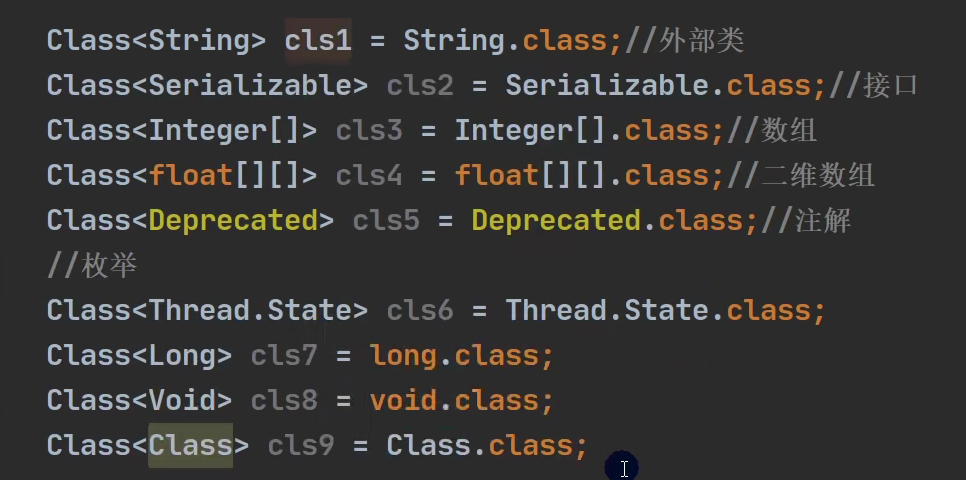 Class<String> cls1 = String.class;//外部类
Class<Serializable> cls2 = Serializable.class;//接口
Class<Integer[]> cls3 = Integer[].class;//数组
Class<float[][]> cls4 = float[][].class;//二维数组
Class<Deprecated> cls5 = Deprecated.class;//注解
//枚举
Class<Thread.State> cls6 = Thread.State.class;
Class<Long> cls7 = long.class;
Class<Void> cls8 = void.class;
Class<Class> cls9 = Class.class;